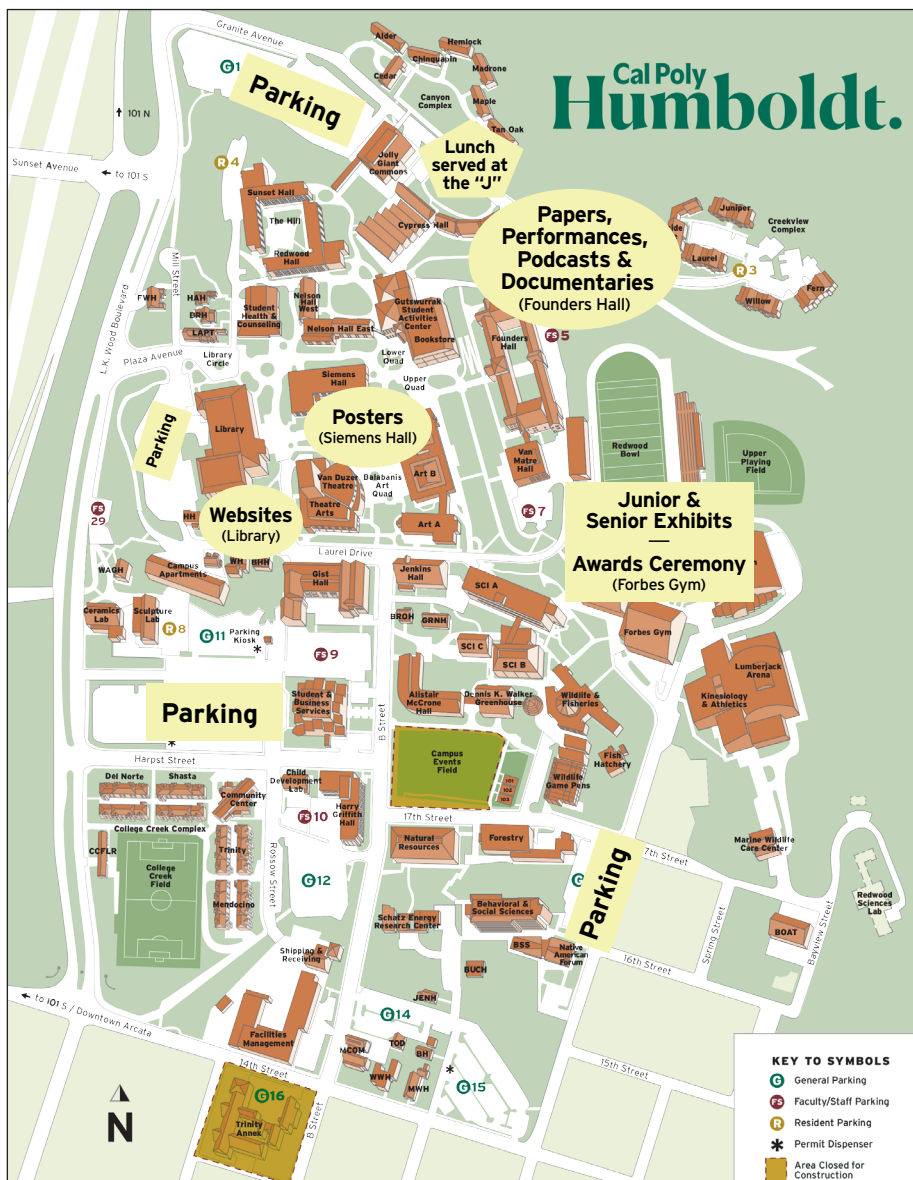 Granite Avenue
Cal Poly
Humboldt.
G1
Parking
Alder
Hemlock
Chinquapin
Cedar
Madrone
Canyon
Complex
Maple
Tan Oak
101 N
Sunset Avenue
to 101 S
R 4
Jolly
Giant
Commons
Lunch
served at
the "J"
Sunset Hall
The Hill
Redwood
Hall
Cypress Hall
Papers,
Performances,
Podcasts &
Documentaries
(Founders Hall)
Juniper
Creekview
Complex
Laurel
R 3
Willow
Fern
Mill Street
L.K. Wood Boulevard
FWH
HAH
BRH
LAPT
Student
Health &
Counseling
Nelson
Hall
West
Nelson Hall East
Gutswurrak
Student
Activities
Center
Bookstore
Founders
Hall
FS 5
Plaza Avenue
Library
Circle
Lower
Quad
Upper
Quad
Siemens
Hall
Posters
(Siemens Hall)
Parking
Library
Van Duzer
Theatre
Theatre
Arts
Balabanis
Art
Quad
Art B
Art A
Van
Matre
Hall
Redwood
Bowl
Upper
Playing
Field
FS
29
HH
Websites
(Library)
FS 7
Junior &
Senior Exhibits
Awards Ceremony
(Forbes Gym)
Laurel Drive
WAGH
Campus
Apartments
WH
BHH
Gist
Hall
Jenkins
Hall
SCI A
Ceramics
Lab
Sculpture
Lab
R 8
G11
Parking
Kiosk
*
FS 9
BROH
GRNH
SCI C
SCI B
Forbes Gym
Lumberjack
Arena
Kinesiology
& Athletics
Parking
*
Student &
Business
Services
B Street
Alistair
McCrone
Hall
Dennis K. Walker
Greenhouse
Wildlife &
Fisheries
Harpst Street
Campus
Events
Field
101
102
103
Wildlife
Game Pens
Fish
Hatchery
Del Norte
Shasta
Community
Center
College Creek Complex
Child
Development
Lab
FS 10
Harry
Griffith
Hall
17th Street
CCFLR
College
Creek
Field
Trinity
Mendocino
Rossow Street
G12
Natural
Resources
Forestry
Parking
7th Street
Marine Wildlife
Care Center
Redwood
Sciences
Lab
Schatz Energy
Research Center
Behavioral &
Social Sciences
BSS
Native
American
Forum
BUCH
Spring Street
BOAT
Bayview Street
16th Street
Shipping &
Receiving
Facilities
Management
to 101 S / Downtown Arcata
JENH
G14
MCOM
TOD
BH
WWH
MWH
*
G15
15th Street
14th Street
G16
Trinity
Annex
B Street
N
KEY TO SYMBOLS
G General Parking
FS Faculty/Staff Parking
R Resident Parking
* Permit Dispenser
Area Closed for
Construction